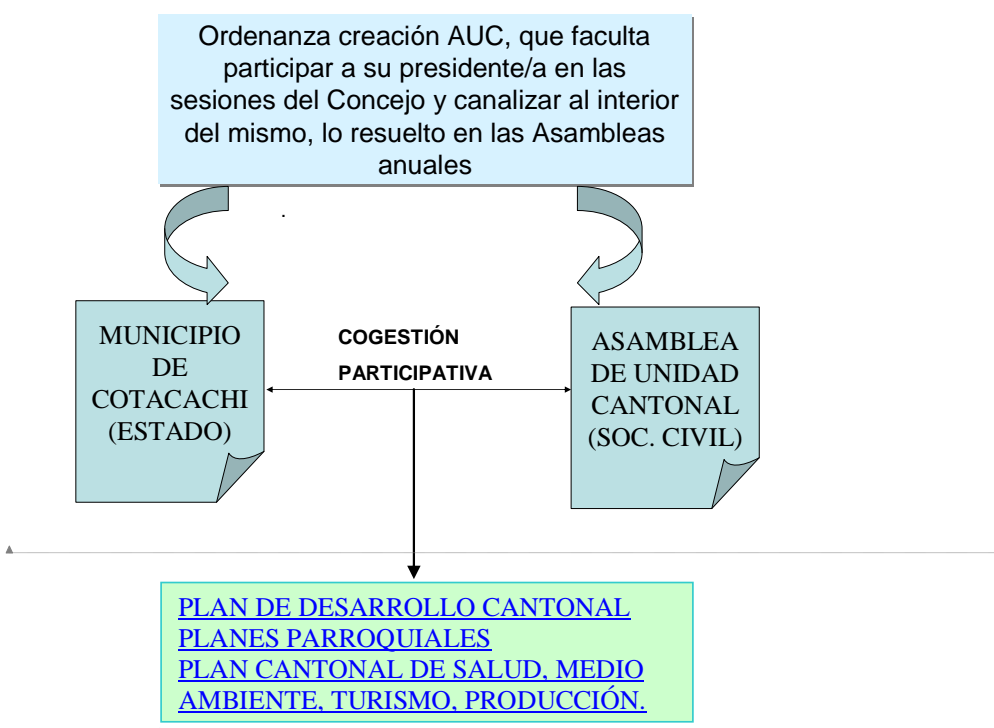 Ordenanza creación AUC, que faculta
participar a su presidente/a en las
sesiones del Concejo y canalizar al interior
del mismo, lo resuelto en las Asambleas
anuales
.
MUNICIPIO
DE
COTACACHI
(ESTADO)
COGESTIÓN
PARTICIPATIVA
ASAMBLEA
DE UNIDAD
CANTONAL
(SOC. CIVIL)
PLAN DE DESARROLLO CANTONAL
PLANES PARROQUIALES
PLAN CANTONAL DE SALUD, MEDIO
AMBIENTE, TURISMO, PRODUCCIÓN.